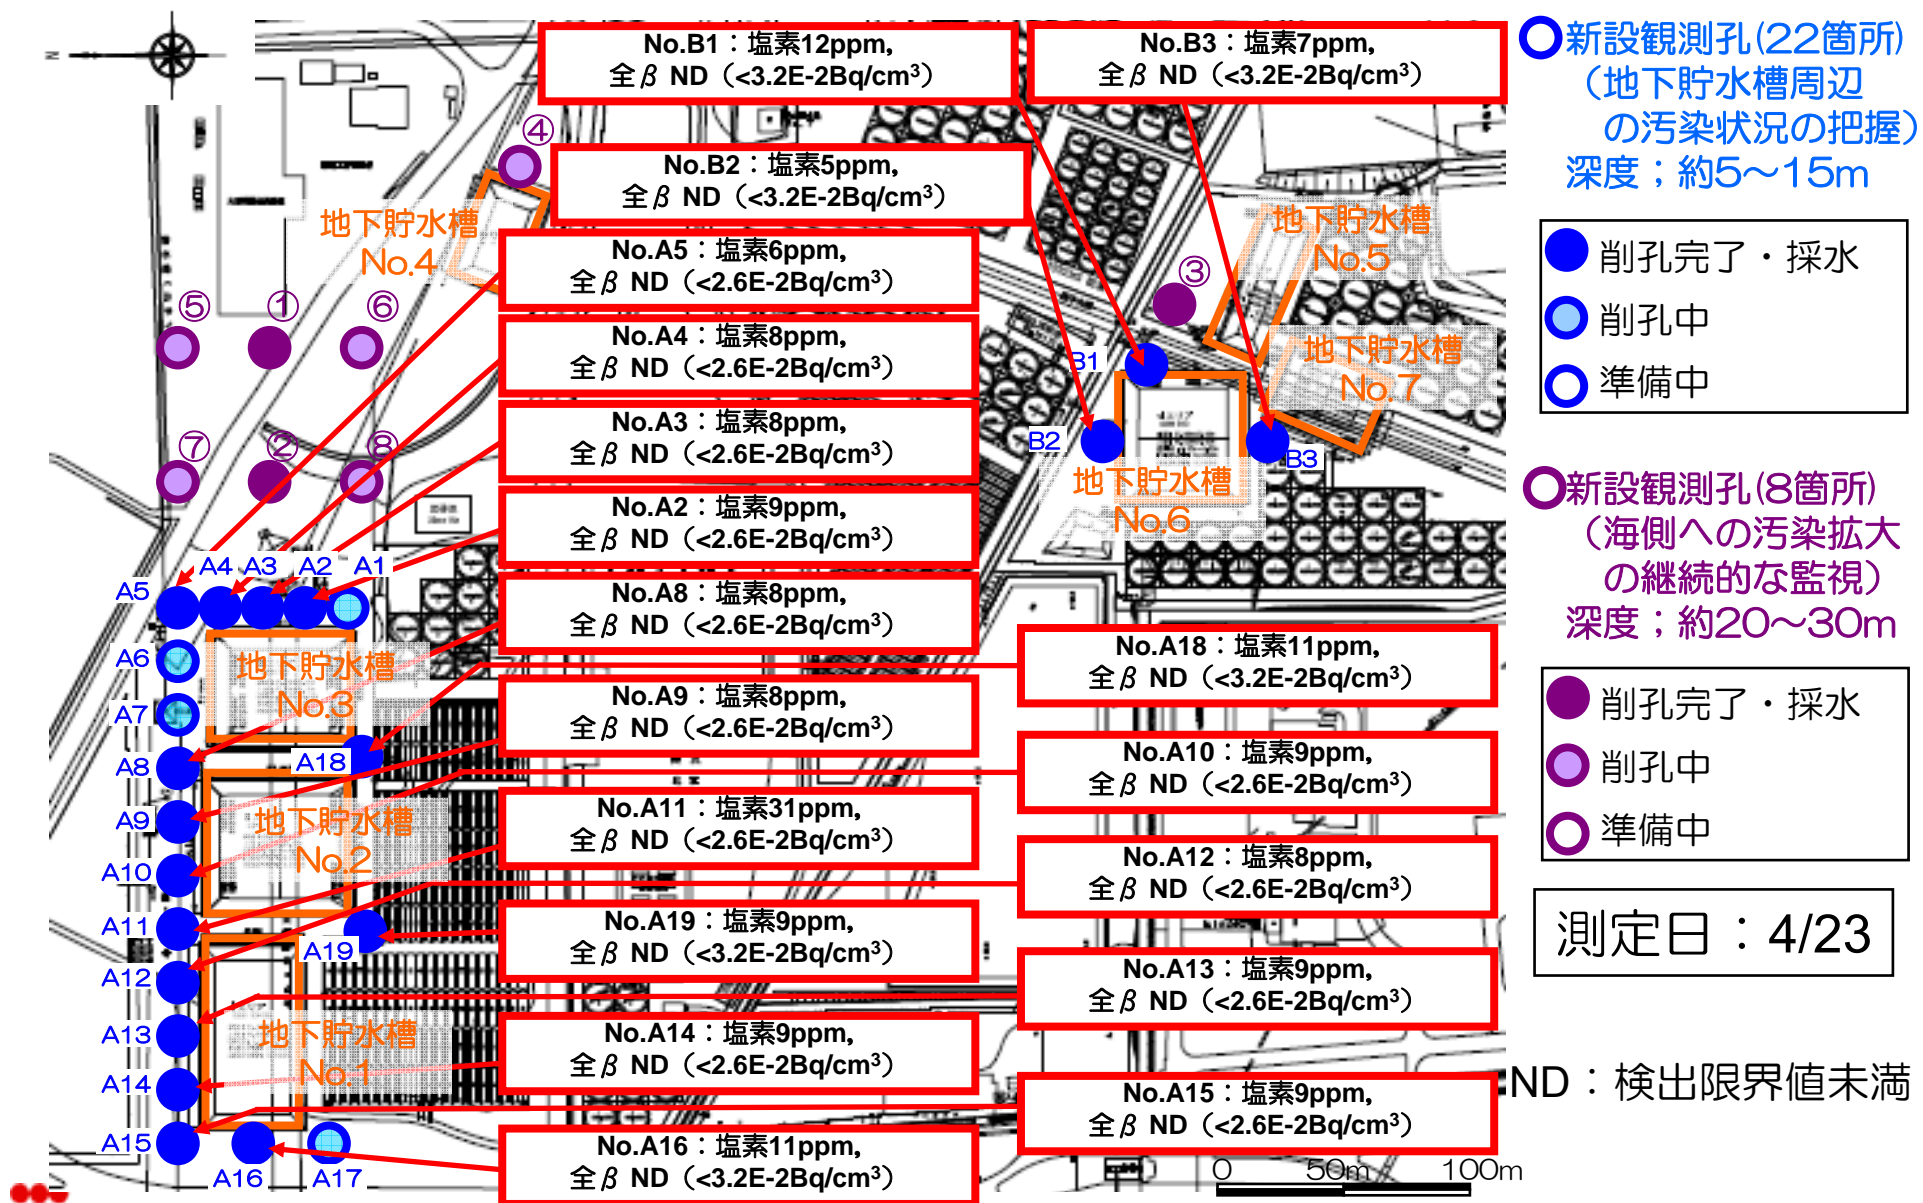 N
No.B1：塩素12ppm,
全β ND（<3.2E-2Bq/cm³）
No.B3：塩素7ppm,
全β ND（<3.2E-2Bq/cm³）
No.B2：塩素5ppm,
全β ND（<3.2E-2Bq/cm³）
No.A5：塩素6ppm,
全β ND（<2.6E-2Bq/cm³）
No.A4：塩素8ppm,
全β ND（<2.6E-2Bq/cm³）
No.A3：塩素8ppm,
全β ND（<2.6E-2Bq/cm³）
No.A2：塩素9ppm,
全β ND（<2.6E-2Bq/cm³）
No.A8：塩素8ppm,
全β ND（<2.6E-2Bq/cm³）
No.A18：塩素11ppm,
全β ND（<3.2E-2Bq/cm³）
No.A9：塩素8ppm,
全β ND（<2.6E-2Bq/cm³）
No.A10：塩素9ppm,
全β ND（<2.6E-2Bq/cm³）
No.A11：塩素31ppm,
全β ND（<2.6E-2Bq/cm³）
No.A12：塩素8ppm,
全β ND（<2.6E-2Bq/cm³）
No.A19：塩素9ppm,
全β ND（<3.2E-2Bq/cm³）
No.A13：塩素9ppm,
全β ND（<2.6E-2Bq/cm³）
No.A14：塩素9ppm,
全β ND（<2.6E-2Bq/cm³）
No.A15：塩素9ppm,
全β ND（<2.6E-2Bq/cm³）
No.A16：塩素11ppm,
全β ND（<3.2E-2Bq/cm³）
④
地下貯水槽
No.4
⑤
①
⑥
⑦
②
⑧
③
地下貯水槽
No.5
地下貯水槽
No.7
B1
B2
B3
地下貯水槽
No.6
A5
A4
A3
A2
A1
A6
地下貯水槽
No.3
A7
A8
A18
A9
地下貯水槽
No.2
A10
A11
A19
A12
A13
地下貯水槽
No.1
A14
A15
A16
A17
0 50m 100m
新設観測孔(22箇所)
（地下貯水槽周辺
の汚染状況の把握）
深度；約5～15m
削孔完了・採水
削孔中
準備中
新設観測孔(8箇所)
（海側への汚染拡大
の継続的な監視）
深度；約20～30m
削孔完了・採水
削孔中
準備中
測定日：4/23
ND：検出限界値未満